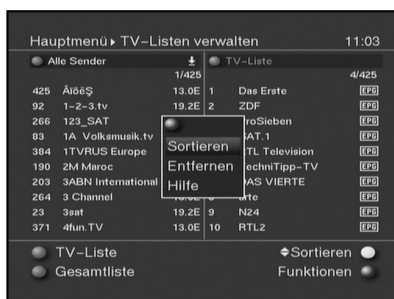 Hauptmenü▸ TV-Listen verwalten 11:03
Alle Sender TV-Liste
1/425 4/425
425 ÂıőêŞ 13.0E 1 Das Erste EPG
92 1-2-3.tv 19.2E 2 ZDF EPG
266 123_SAT roSieben EPG
83 1A Volksmusik.tv AT.1 EPG
384 1TVRUS Europe TL Television EPG
190 2M Maroc echniTipp-TV EPG
203 3ABN International AS VIERTE EPG
264 3 Channel arte EPG
23 3sat 19.2E 9 N24 EPG
371 4fun.TV 13.0E 10 RTL2 EPG
Sortieren
Entfernen
Hilfe
TV-Liste Sortieren
Gesamtliste Funktionen